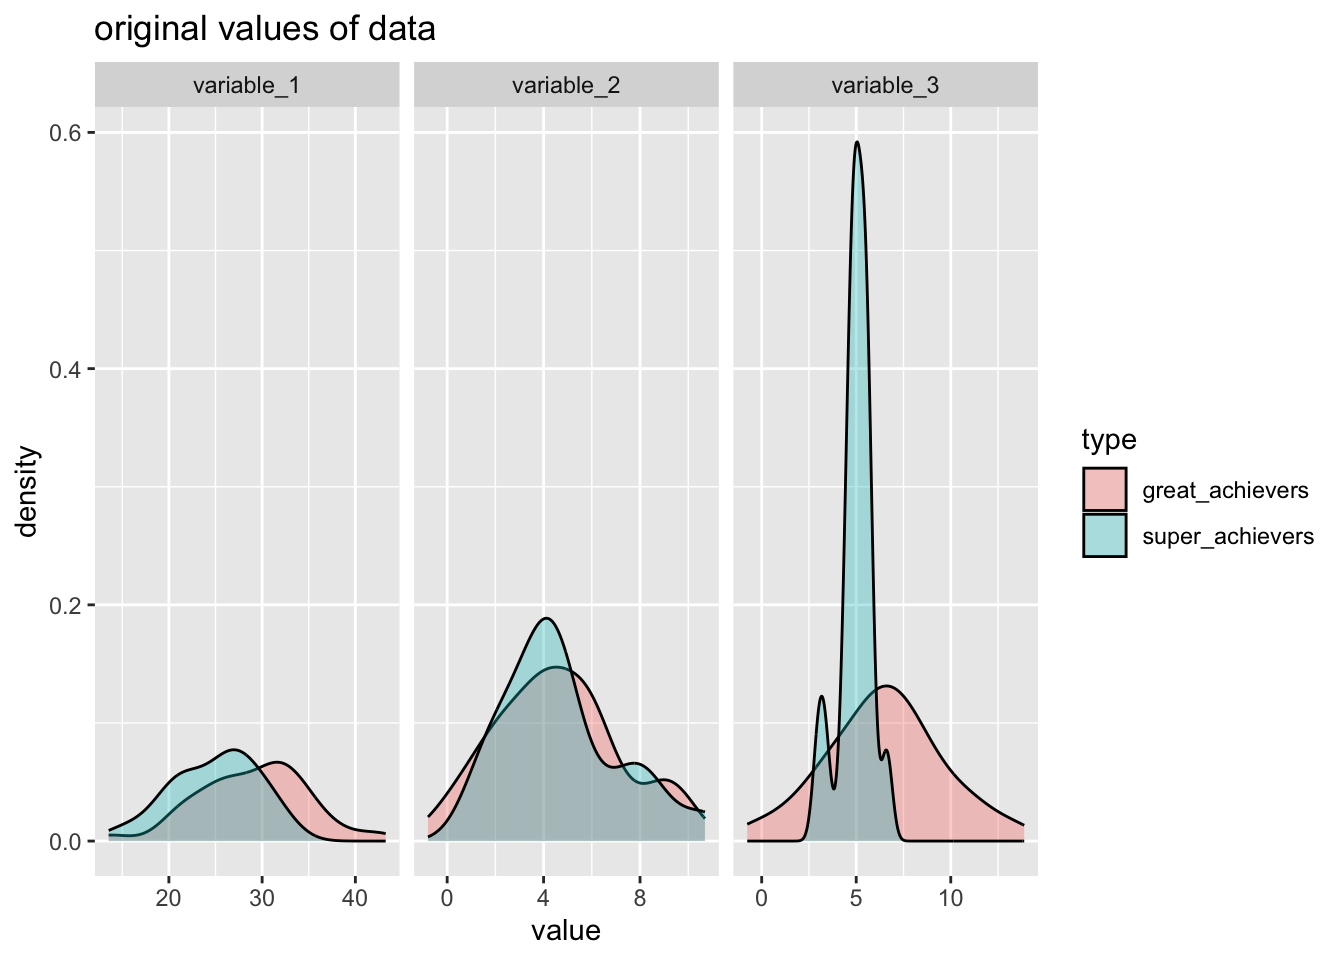 original values of data
variable_1
variable_2
variable_3
0.6
0.4
0.2
0.0
density
20 30 40
0 4 8
0 5 10
value
type
great_achievers
super_achievers